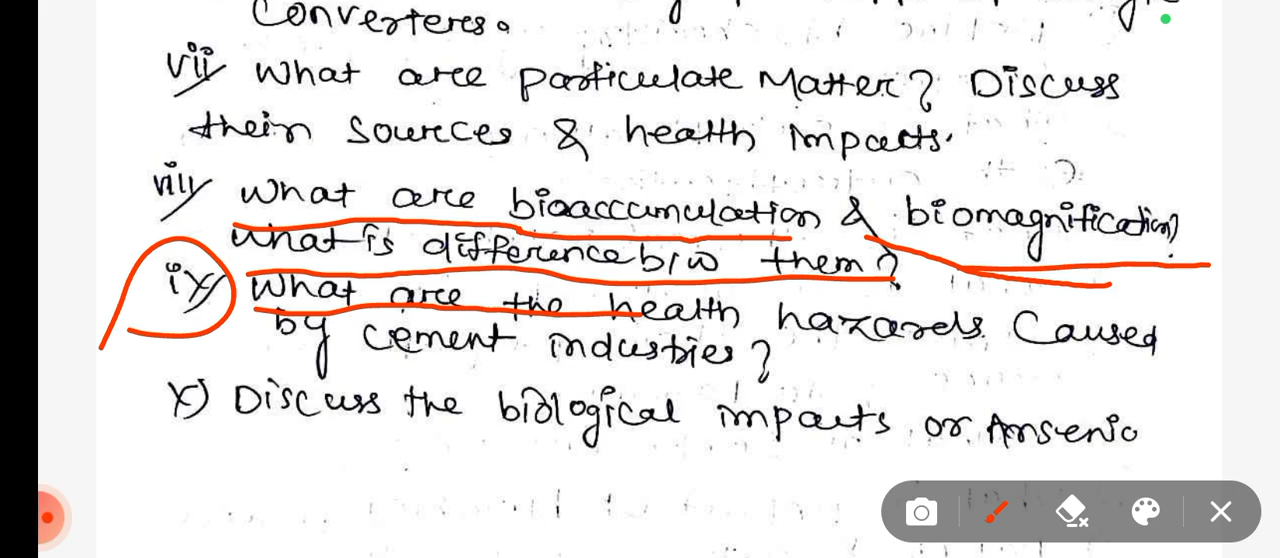 Converteres.
vii) What are particulate Matter? Discuss
their sources & health impacts.
viii) What are bioaccumulation & biomagnification?
What is difference b/w them?
ix) What are the health hazards caused
by cement industries?
x) Discuss the biological impacts or Arsenic